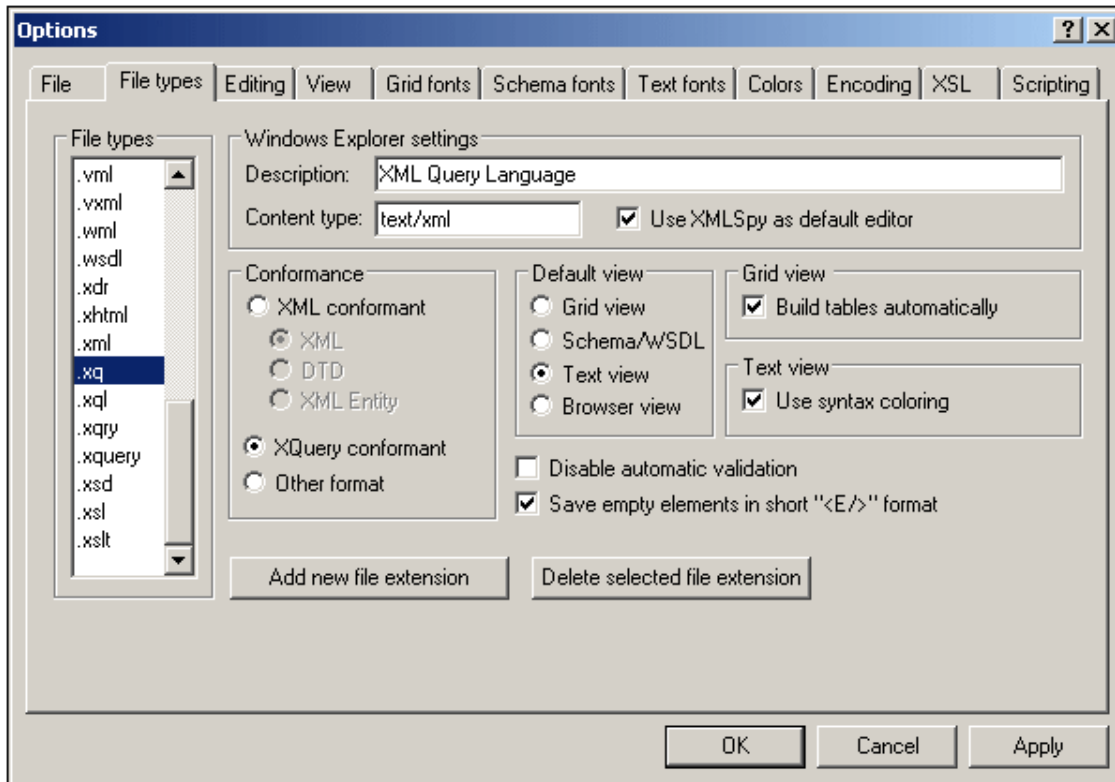 Options
File File types Editing View Grid fonts Schema fonts Text fonts Colors Encoding XSL Scripting
File types
.vml
.vxml
.wml
.wsdl
.xdr
.xhtml
.xml
.xq
.xql
.xqry
.xquery
.xsd
.xsl
.xslt
Windows Explorer settings
Description: XML Query Language
Content type: text/xml Use XMLSpy as default editor
Conformance
XML conformant
XML
DTD
XML Entity
XQuery conformant
Other format
Default view
Grid view
Schema/WSDL
Text view
Browser view
Grid view
Build tables automatically
Text view
Use syntax coloring
Disable automatic validation
Save empty elements in short "<E/>" format
Add new file extension Delete selected file extension
OK Cancel Apply